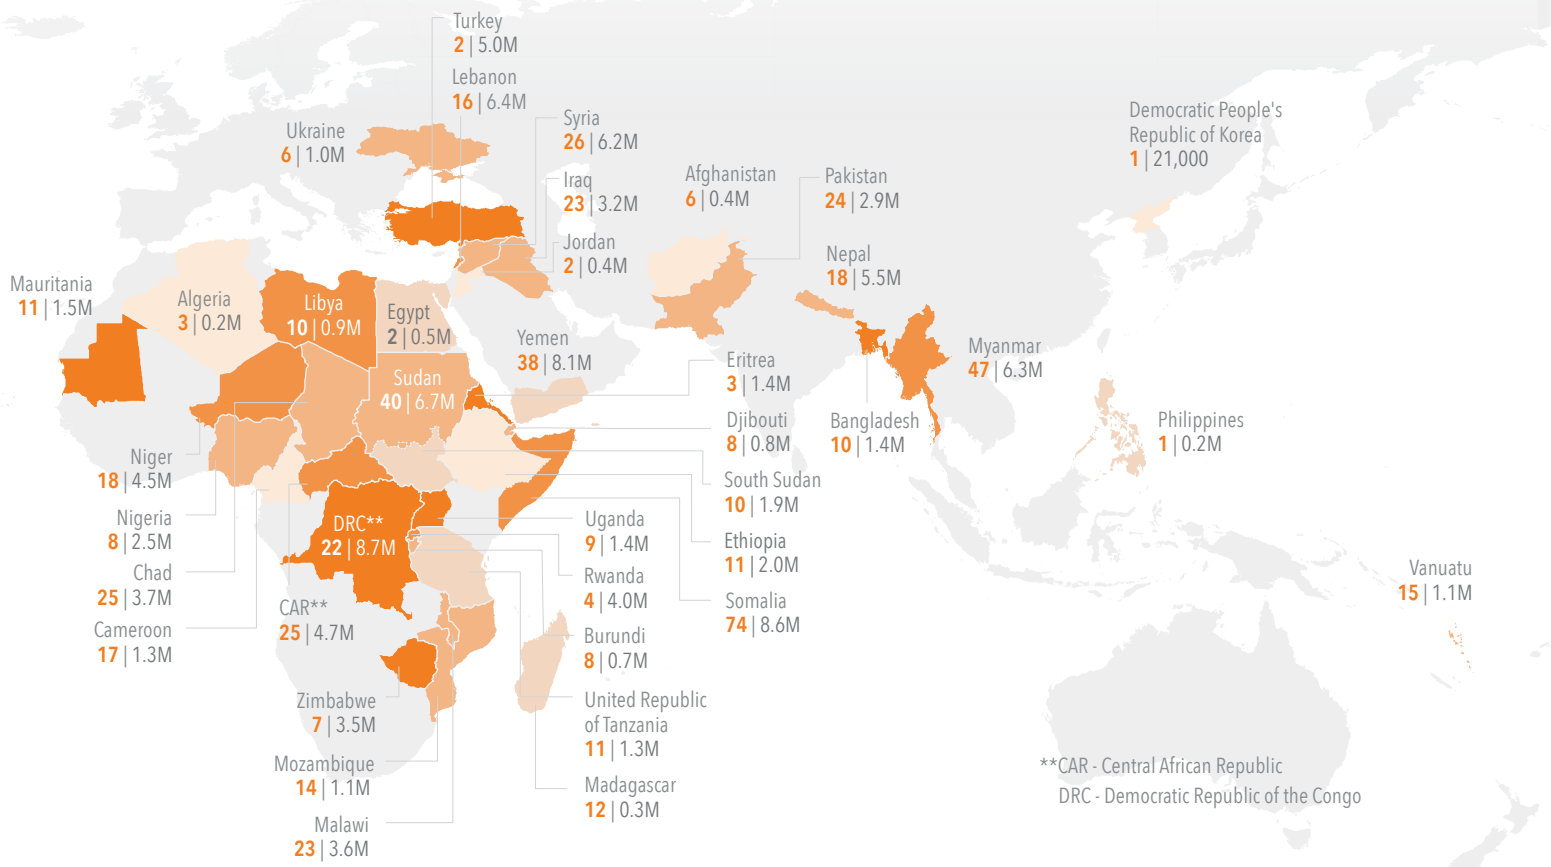 Turkey
2 | 5.0M
Lebanon
16 | 6.4M
Syria
26 | 6.2M
Ukraine
6 | 1.0M
Iraq
23 | 3.2M
Jordan
2 | 0.4M
Afghanistan
6 | 0.4M
Pakistan
24 | 2.9M
Nepal
18 | 5.5M
Democratic People's
Republic of Korea
1 | 21,000
Mauritania
11 | 1.5M
Algeria
3 | 0.2M
Libya
10 | 0.9M
Egypt
2 | 0.5M
Yemen
38 | 8.1M
Sudan
40 | 6.7M
Eritrea
3 | 1.4M
Djibouti
8 | 0.8M
Bangladesh
10 | 1.4M
Myanmar
47 | 6.3M
Philippines
1 | 0.2M
South Sudan
10 | 1.9M
Ethiopia
11 | 2.0M
Somalia
74 | 8.6M
Niger
18 | 4.5M
Nigeria
8 | 2.5M
Chad
25 | 3.7M
Cameroon
17 | 1.3M
DRC**
22 | 8.7M
CAR**
25 | 4.7M
Uganda
9 | 1.4M
Rwanda
4 | 4.0M
Burundi
8 | 0.7M
United Republic
of Tanzania
11 | 1.3M
Madagascar
12 | 0.3M
Zimbabwe
7 | 3.5M
Mozambique
14 | 1.1M
Malawi
23 | 3.6M
Vanuatu
15 | 1.1M
**CAR - Central African Republic
DRC - Democratic Republic of the Congo